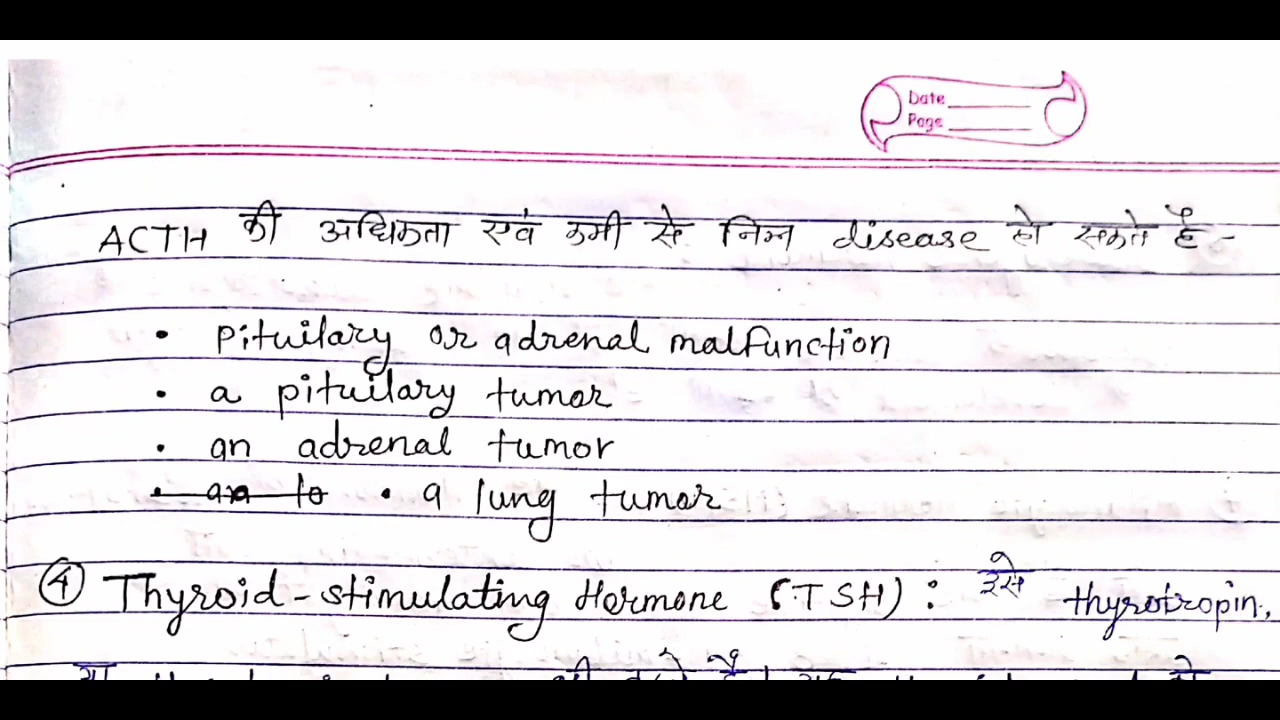 Date
Page
ACTH की अधिकता एवं कमी से निम्न disease हो सकते है -
• pituitary or adrenal malfunction
• a pituitary tumor
• an adrenal tumor
• a lung tumor
④ Thyroid-stimulating Hormone (TSH) : इसे thyrotropin,